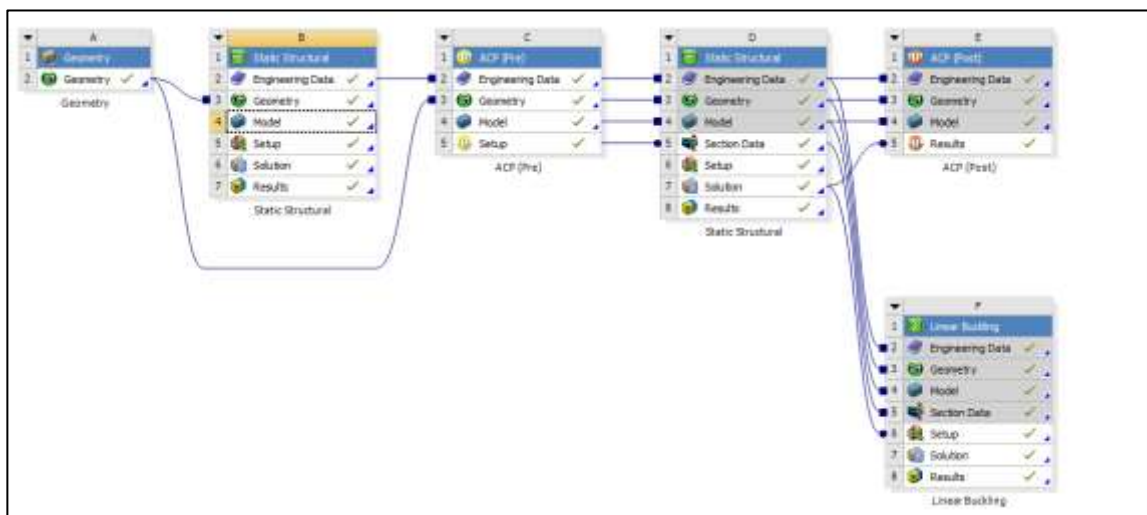 A
1 Geometry
2 Geometry
Geometry
B
1 Static Structural
2 Engineering Data
3 Geometry
4 Model
5 Setup
6 Solution
7 Results
Static Structural
C
1 ACP (Pre)
2 Engineering Data
3 Geometry
4 Model
5 Setup
ACP (Pre)
D
1 Static Structural
2 Engineering Data
3 Geometry
4 Model
5 Section Data
6 Setup
7 Solution
8 Results
Static Structural
E
1 ACP (Post)
2 Engineering Data
3 Geometry
4 Model
5 Results
ACP (Post)
F
1 Linear Buckling
2 Engineering Data
3 Geometry
4 Model
5 Section Data
6 Setup
7 Solution
8 Results
Linear Buckling